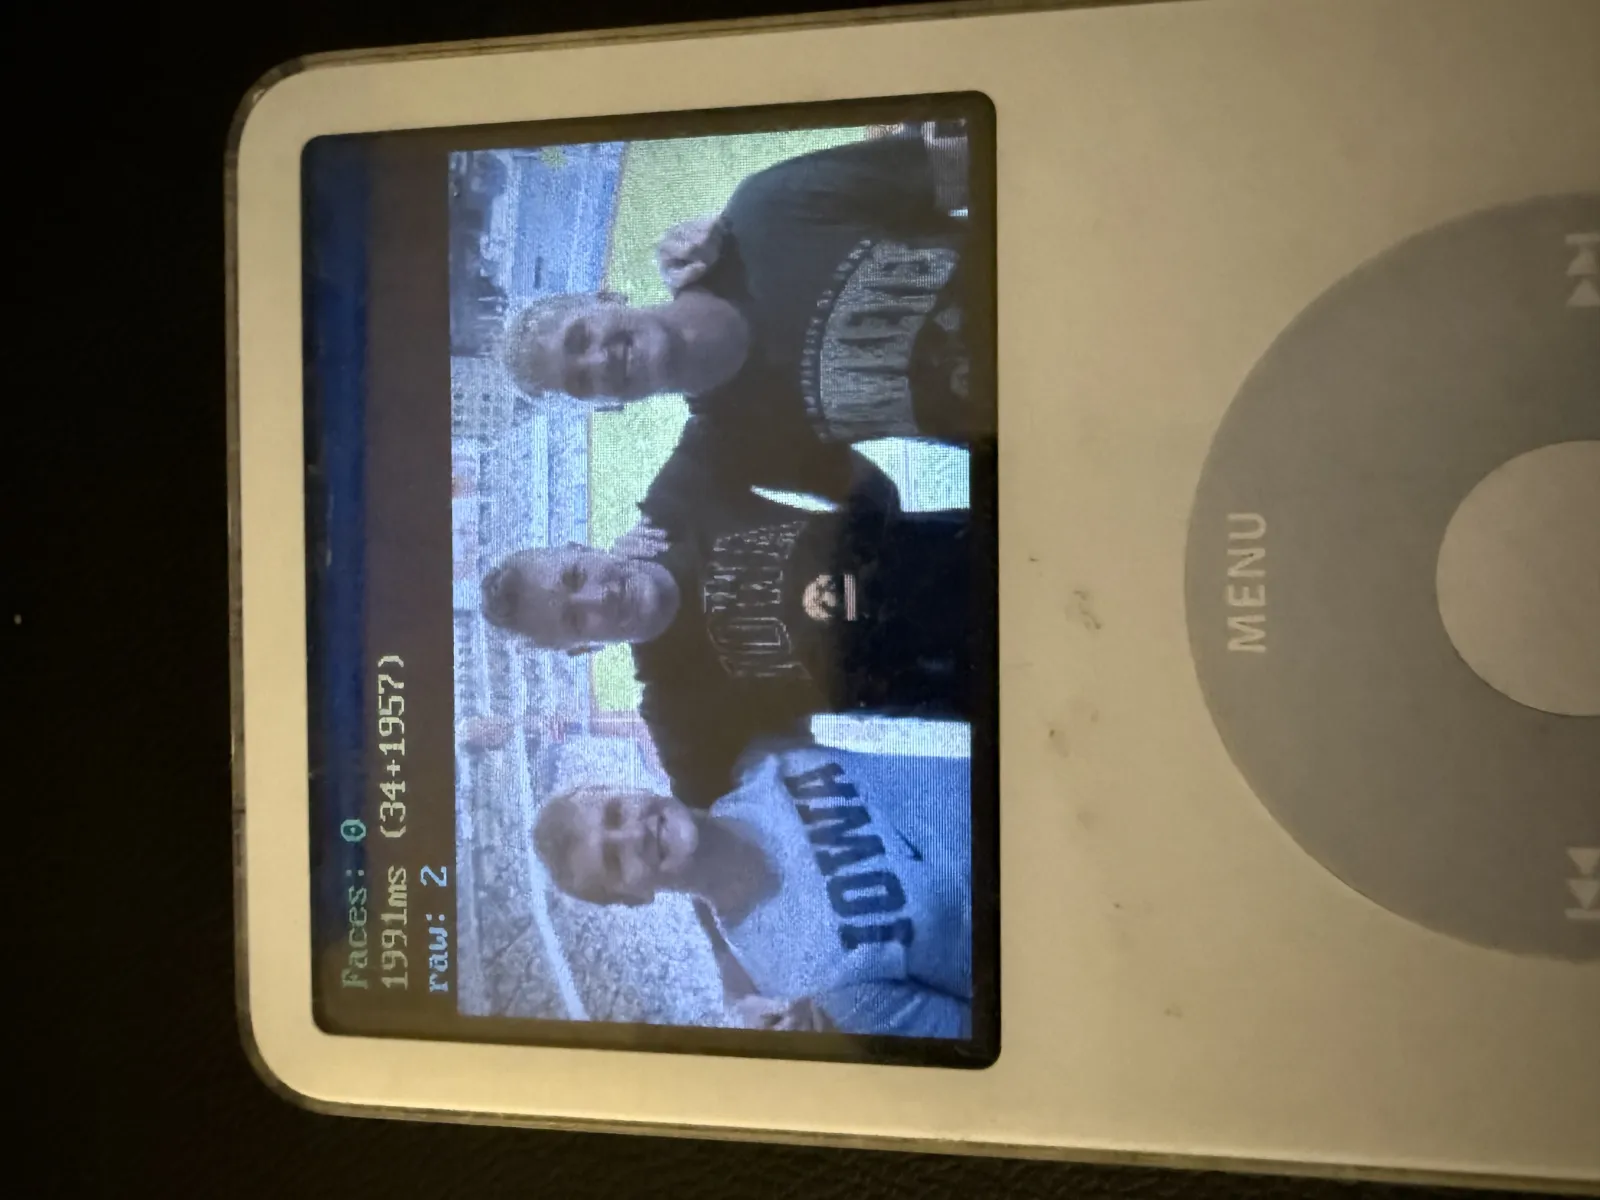 Faces: 0
1991ms (34+1957)
raw: 2
IOWA
IOWA
HAWKEYES
MENU